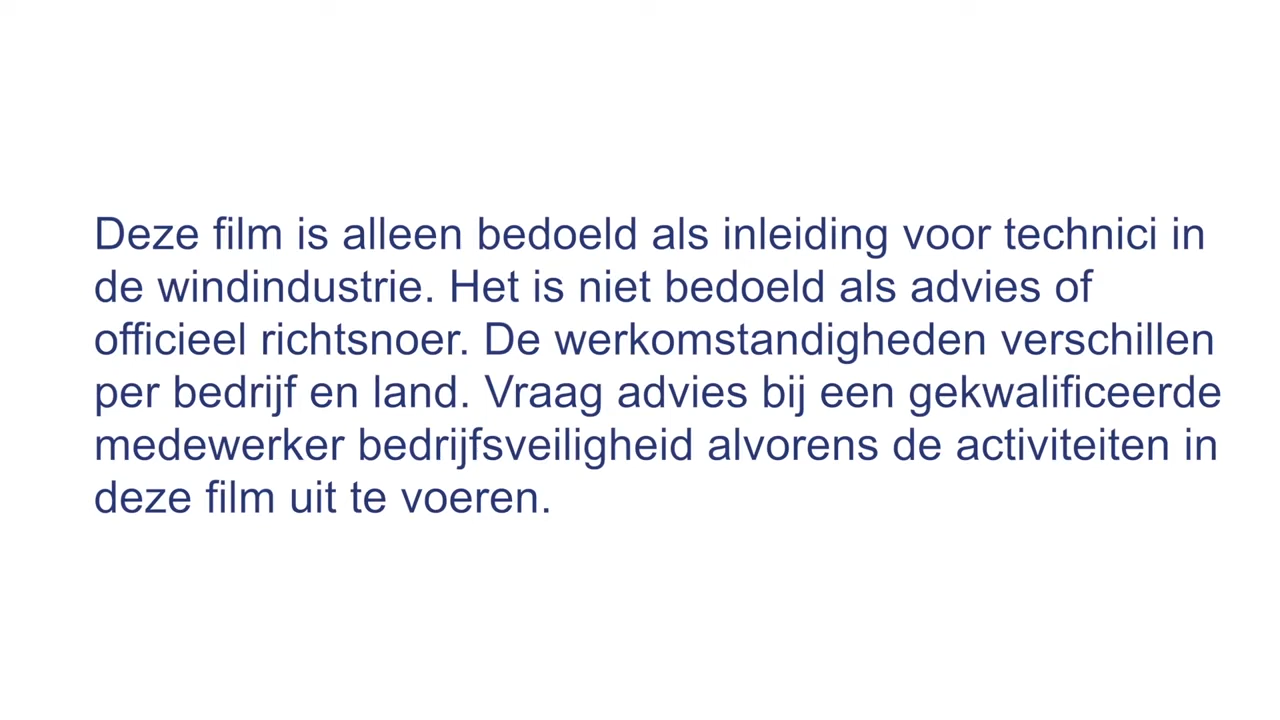 Deze film is alleen bedoeld als inleiding voor technici in
de windindustrie. Het is niet bedoeld als advies of
officieel richtsnoer. De werkomstandigheden verschillen
per bedrijf en land. Vraag advies bij een gekwalificeerde
medewerker bedrijfsveiligheid alvorens de activiteiten in
deze film uit te voeren.